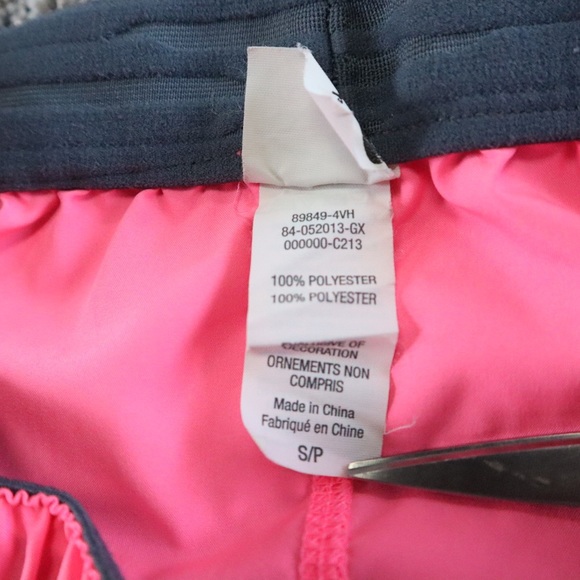 89849-4VH
84-052013-GX
000000-C213
100% POLYESTER
100% POLYESTER
OF
DECORATION
ORNEMENTS NON
COMPRIS
Made in China
Fabriqué en Chine
S/P